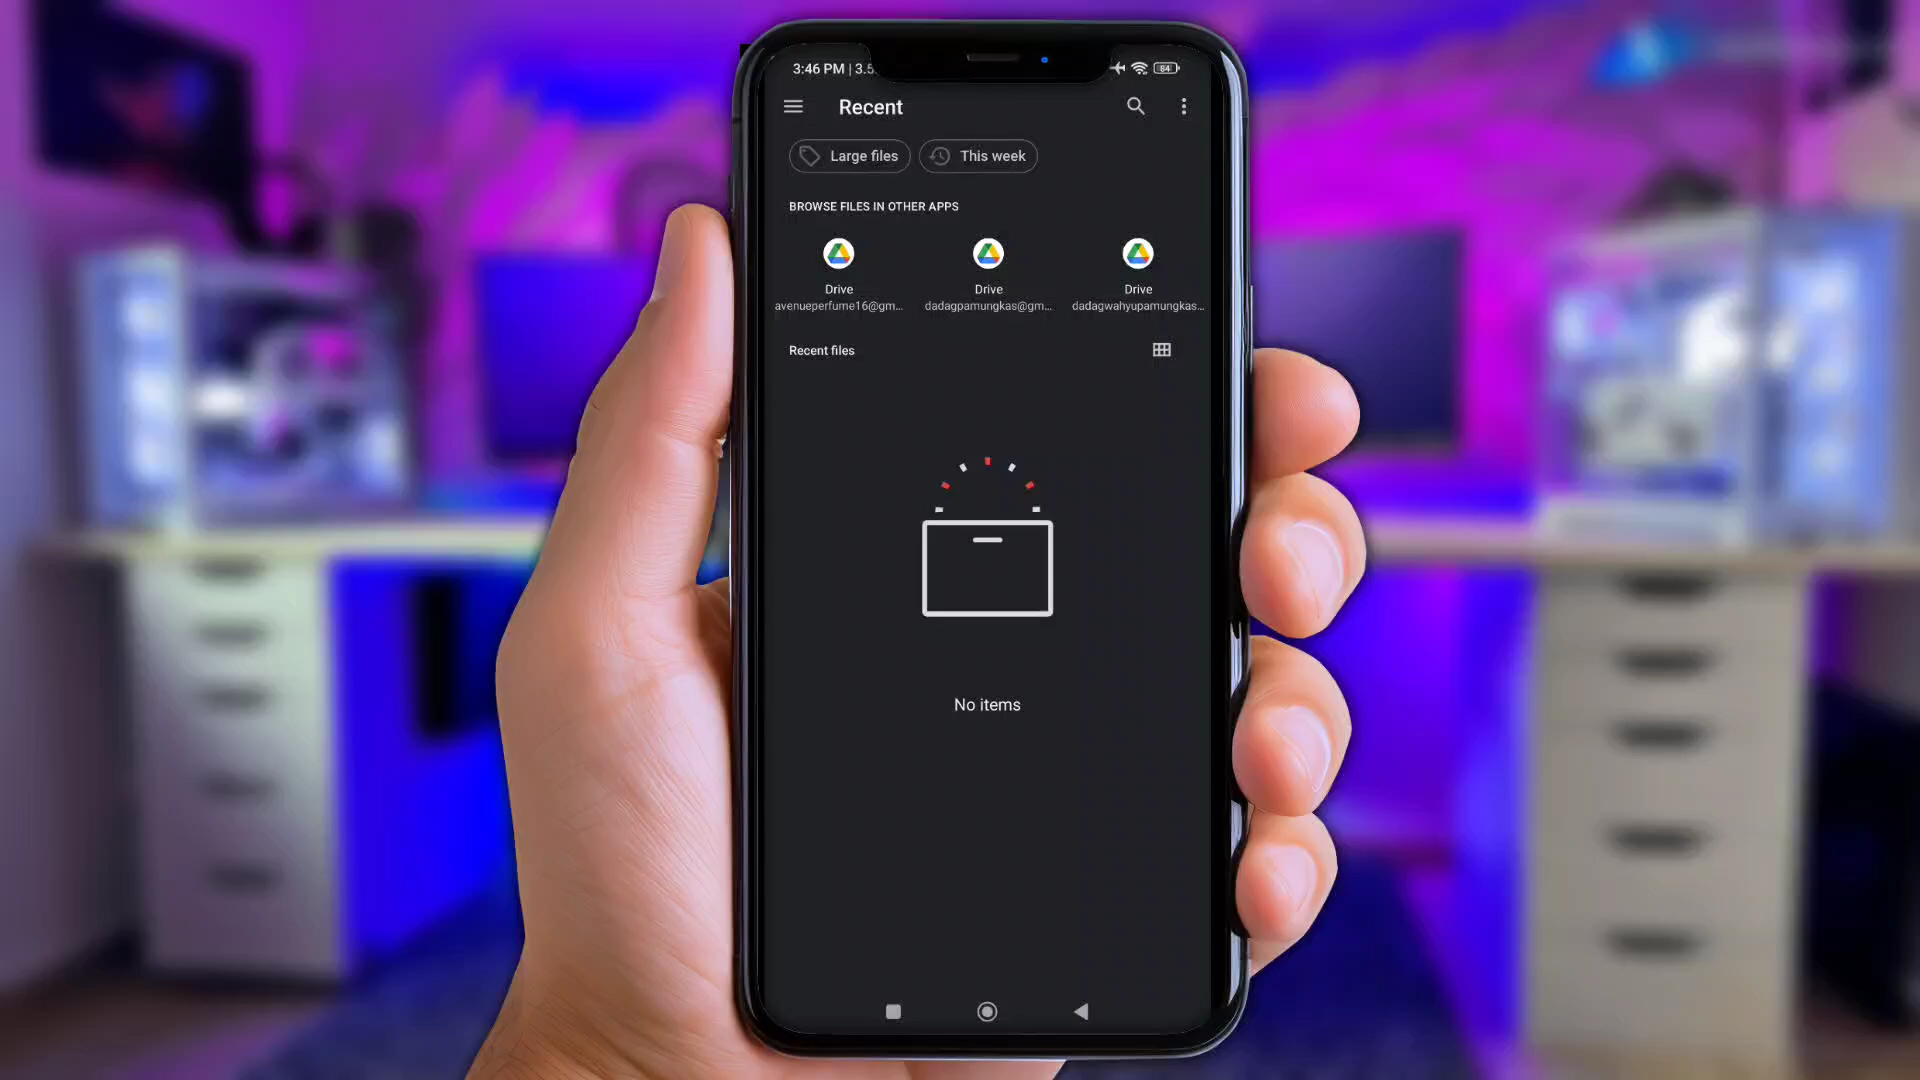 3:46 PM | 3.5
84
Recent
Large files
This week
BROWSE FILES IN OTHER APPS
Drive
avenueperfume16@gm...
Drive
dadagpamungkas@gm...
Drive
dadagwahyupamungkas...
Recent files
No items